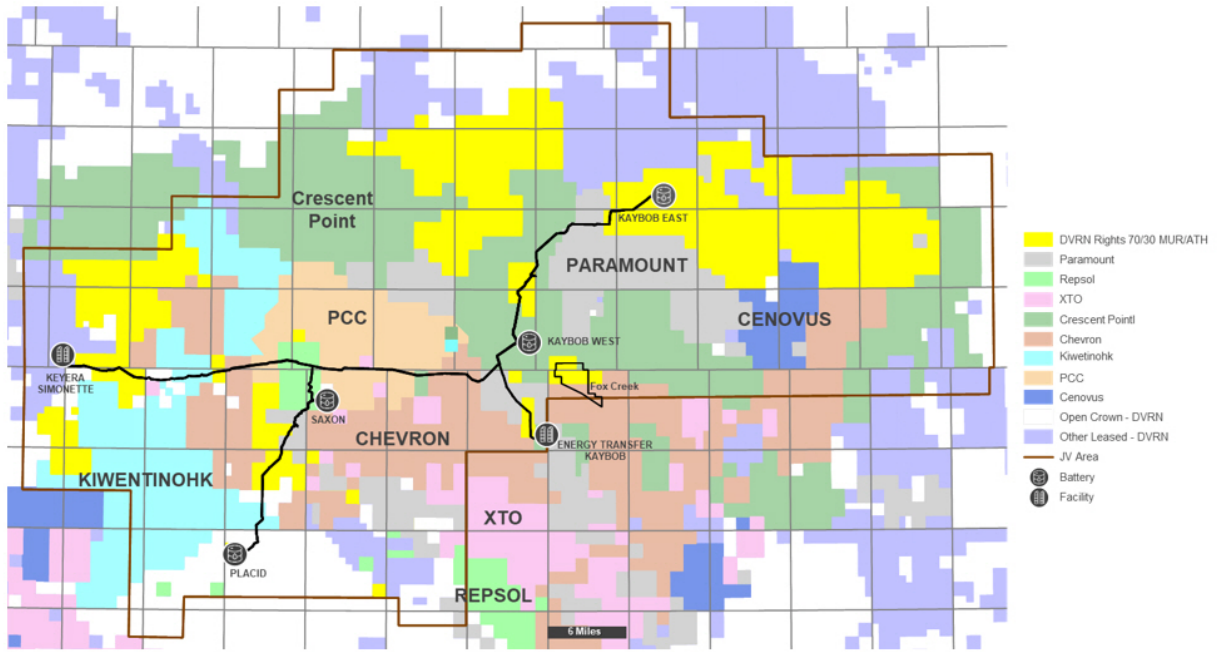 Crescent
Point
KAYBOB EAST
PARAMOUNT
PCC
CENOVUS
KAYBOB WEST
KEYERA
SIMONETTE
Fox Creek
SAXON
CHEVRON
ENERGY TRANSFER
KAYBOB
KIWENTINOHK
XTO
PLACID
REPSOL
6 Miles
DVRN Rights 70/30 MUR/ATH
Paramount
Repsol
XTO
Crescent Pointl
Chevron
Kiwetinohk
PCC
Cenovus
Open Crown - DVRN
Other Leased - DVRN
JV Area
Battery
Facility